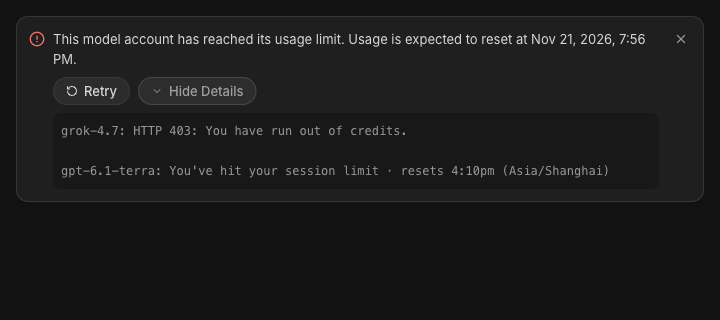 This model account has reached its usage limit. Usage is expected to reset at Nov 21, 2026, 7:56
PM.
Retry
Hide Details
grok-4.7: HTTP 403: You have run out of credits.
gpt-6.1-terra: You've hit your session limit · resets 4:10pm (Asia/Shanghai)